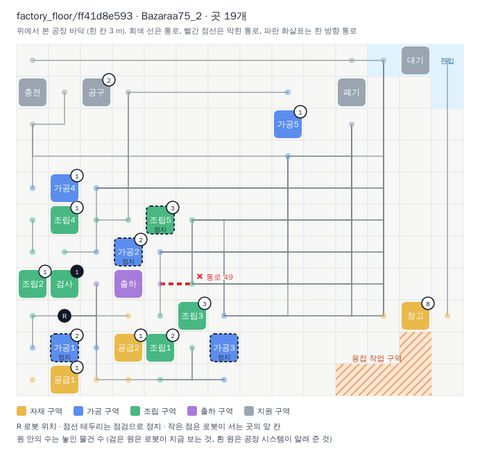 factory_floor/ff41d8e593 · Bazaraa75_2 · 곳 19개
위에서 본 공장 바닥 (한 칸 3 m). 회색 선은 통로, 빨간 점선은 막힌 통로, 파란 화살표는 한 방향 통로
대기
진입
충전
공구
2
폐기
가공5
1
가공4
1
조립4
1
조립5
3
정지
가공2
2
정지
조립2
1
검사
1
출하
통로 49
R
조립3
3
창고
8
가공1
2
정지
공급2
2
조립1
2
가공3
정지
용접 작업 구역
공급1
1
자재 구역
가공 구역
조립 구역
출하 구역
지원 구역
R 로봇 위치 · 점선 테두리는 점검으로 정지 · 작은 점은 로봇이 서는 곳의 앞 칸
원 안의 수는 놓인 물건 수 (검은 원은 로봇이 지금 보는 것, 흰 원은 공장 시스템이 알려 준 것)